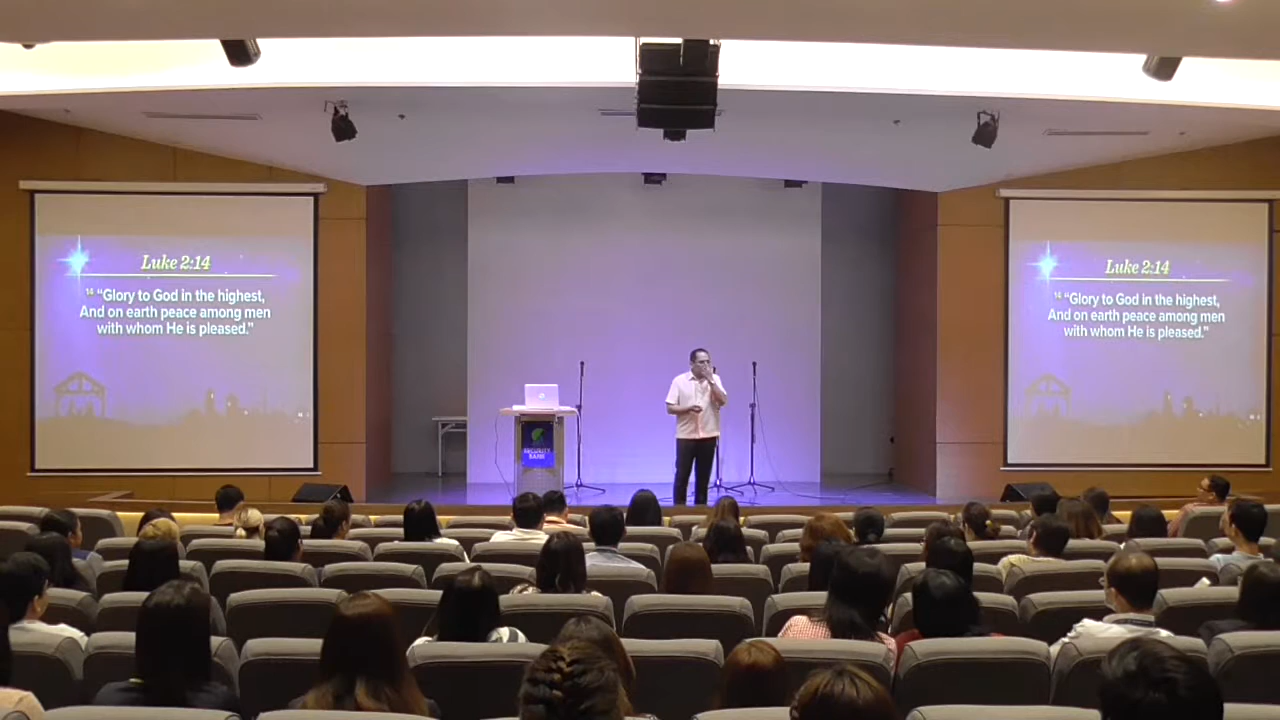 Luke 2:14
14 “Glory to God in the highest,
And on earth peace among men
with whom He is pleased.”
SECURITY
BANK
Luke 2:14
14 “Glory to God in the highest,
And on earth peace among men
with whom He is pleased.”